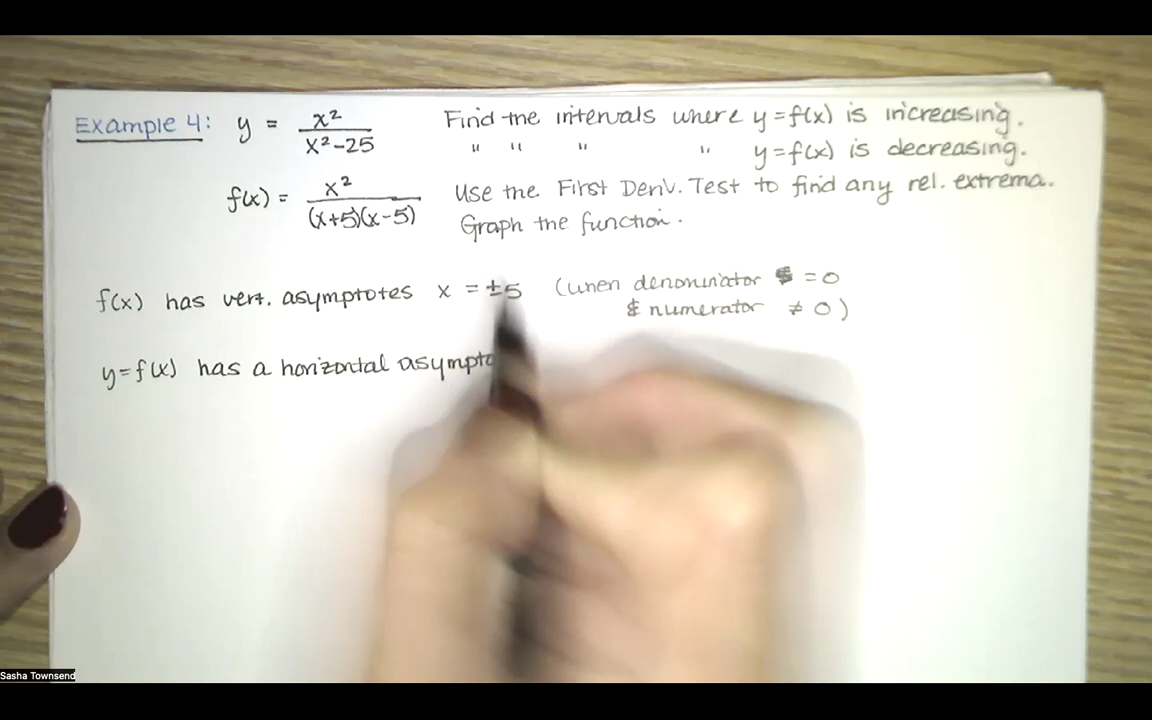 Example 4: y = x²/(x²-25) Find the intervals where y=f(x) is increasing.
" " " " y=f(x) is decreasing.
f(x) = x²/((x+5)(x-5)) Use the First Deriv. Test to find any rel. extrema.
Graph the function.
f(x) has vert. asymptotes x = ±5 (when denominator = 0
& numerator ≠ 0)
y=f(x) has a horizontal asympto
Sasha Townsend